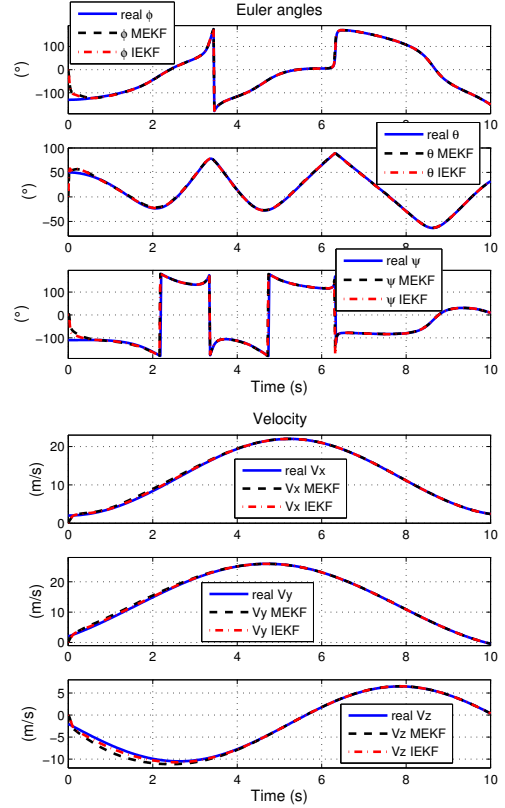 Euler angles
real ϕ
ϕ MEKF
ϕ IEKF
(°)
100
0
−100
0 2 4 6 8 10
real θ
θ MEKF
θ IEKF
(°)
100
50
0
−50
0 2 4 6 8 10
real ψ
ψ MEKF
ψ IEKF
(°)
100
0
−100
0 2 4 6 8 10
Time (s)
Velocity
(m/s)
20
10
0
real Vx
Vx MEKF
Vx IEKF
0 2 4 6 8 10
(m/s)
20
10
0
real Vy
Vy MEKF
Vy IEKF
0 2 4 6 8 10
(m/s)
5
0
−5
−10
real Vz
Vz MEKF
Vz IEKF
0 2 4 6 8 10
Time (s)